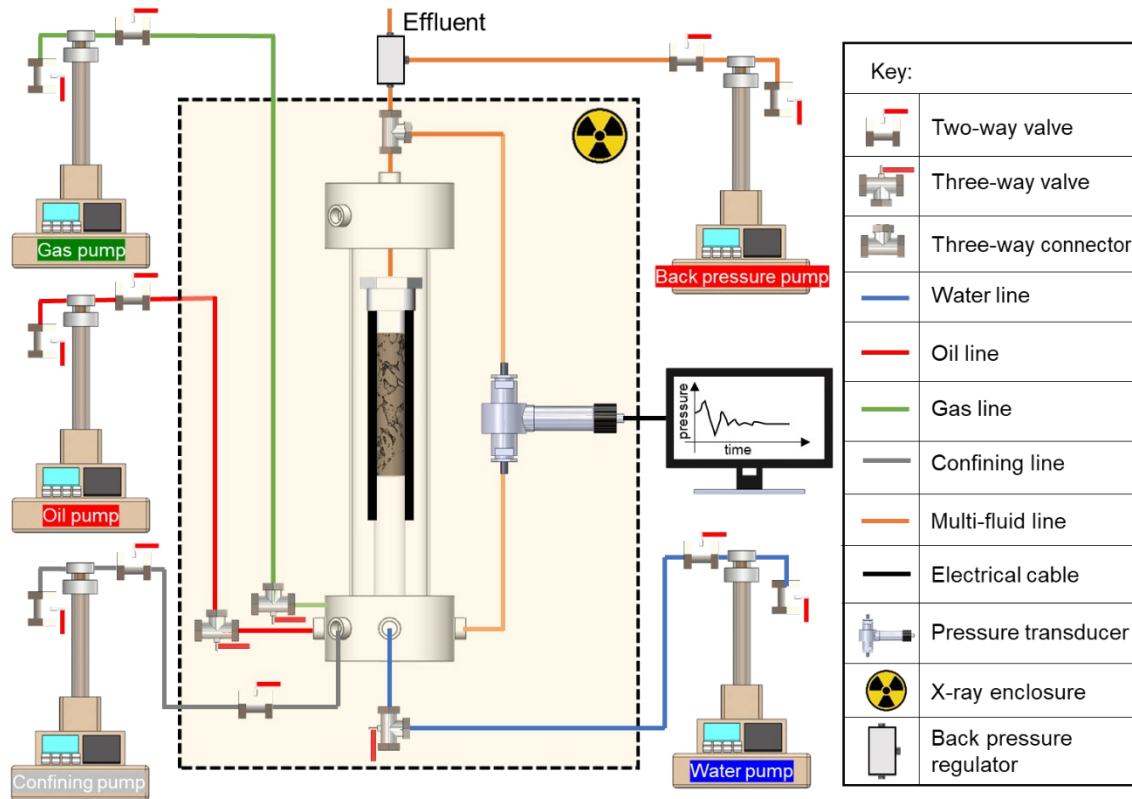 Effluent
Gas pump
Back pressure pump
Oil pump
pressure
time
Confining pump
Water pump
Key:
Two-way valve
Three-way valve
Three-way connector
Water line
Oil line
Gas line
Confining line
Multi-fluid line
Electrical cable
Pressure transducer
X-ray enclosure
Back pressure
regulator